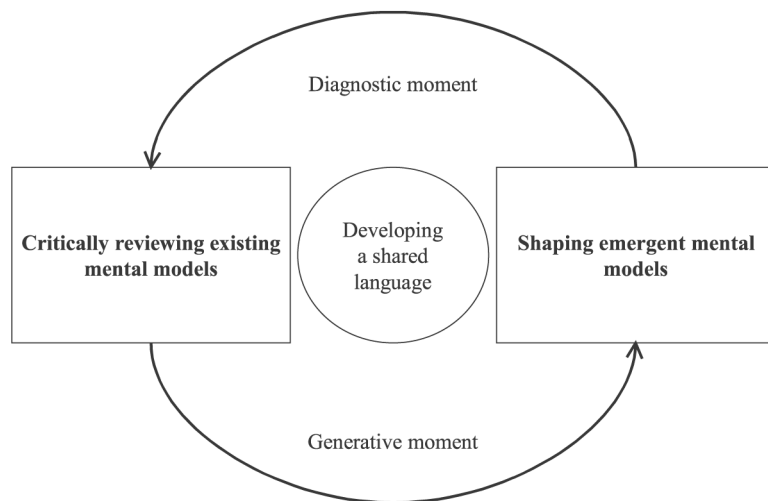 Diagnostic moment
Critically reviewing existing
mental models
Developing
a shared
language
Shaping emergent mental
models
Generative moment